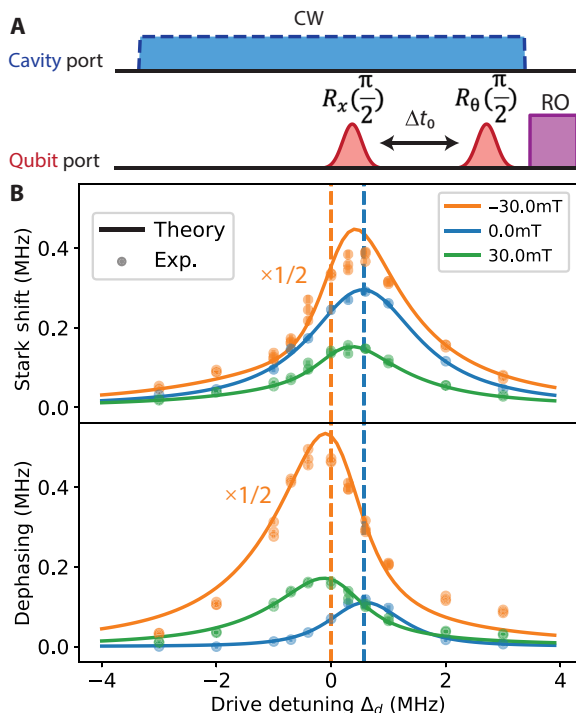 A
CW
Cavity port
Rₓ(π/2)
Δt₀
R_θ(π/2)
RO
Qubit port
B
Theory
Exp.
−30.0mT
0.0mT
30.0mT
×1/2
Stark shift (MHz)
0.4
0.2
0.0
×1/2
Dephasing (MHz)
0.4
0.2
0.0
−4
−2
0
2
4
Drive detuning Δ_d (MHz)